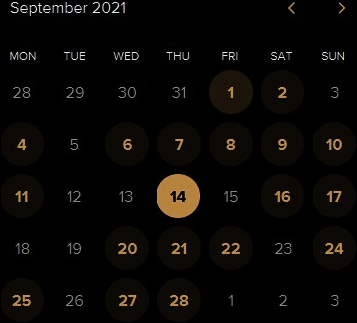 September 2021
MON TUE WED THU FRI SAT SUN
28 29 30 31 1 2 3
4 5 6 7 8 9 10
11 12 13 14 15 16 17
18 19 20 21 22 23 24
25 26 27 28 1 2 3